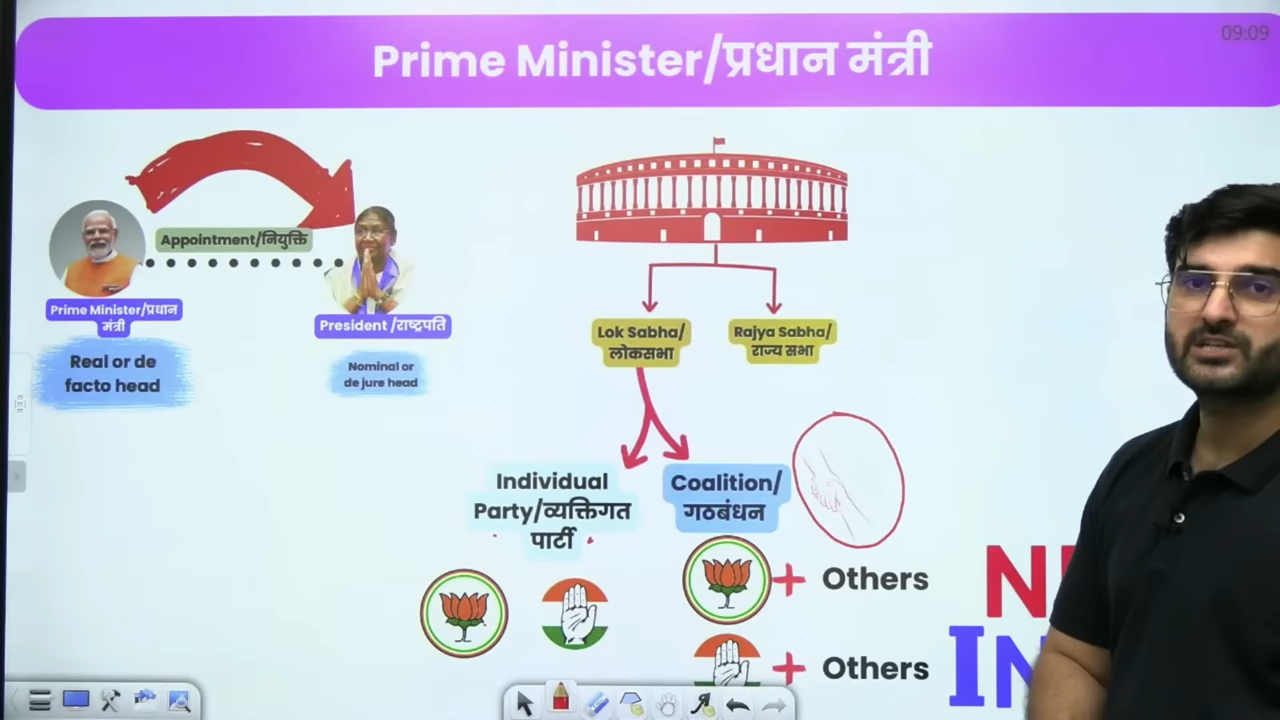 Prime Minister/प्रधान मंत्री
09:09
Appointment/नियुक्ति
Prime Minister/प्रधान
मंत्री
Real or de
facto head
President /राष्ट्रपति
Nominal or
de jure head
Lok Sabha/
लोकसभा
Rajya Sabha/
राज्य सभा
Individual
Party/व्यक्तिगत
पार्टी
Coalition/
गठबंधन
+ Others
+ Others